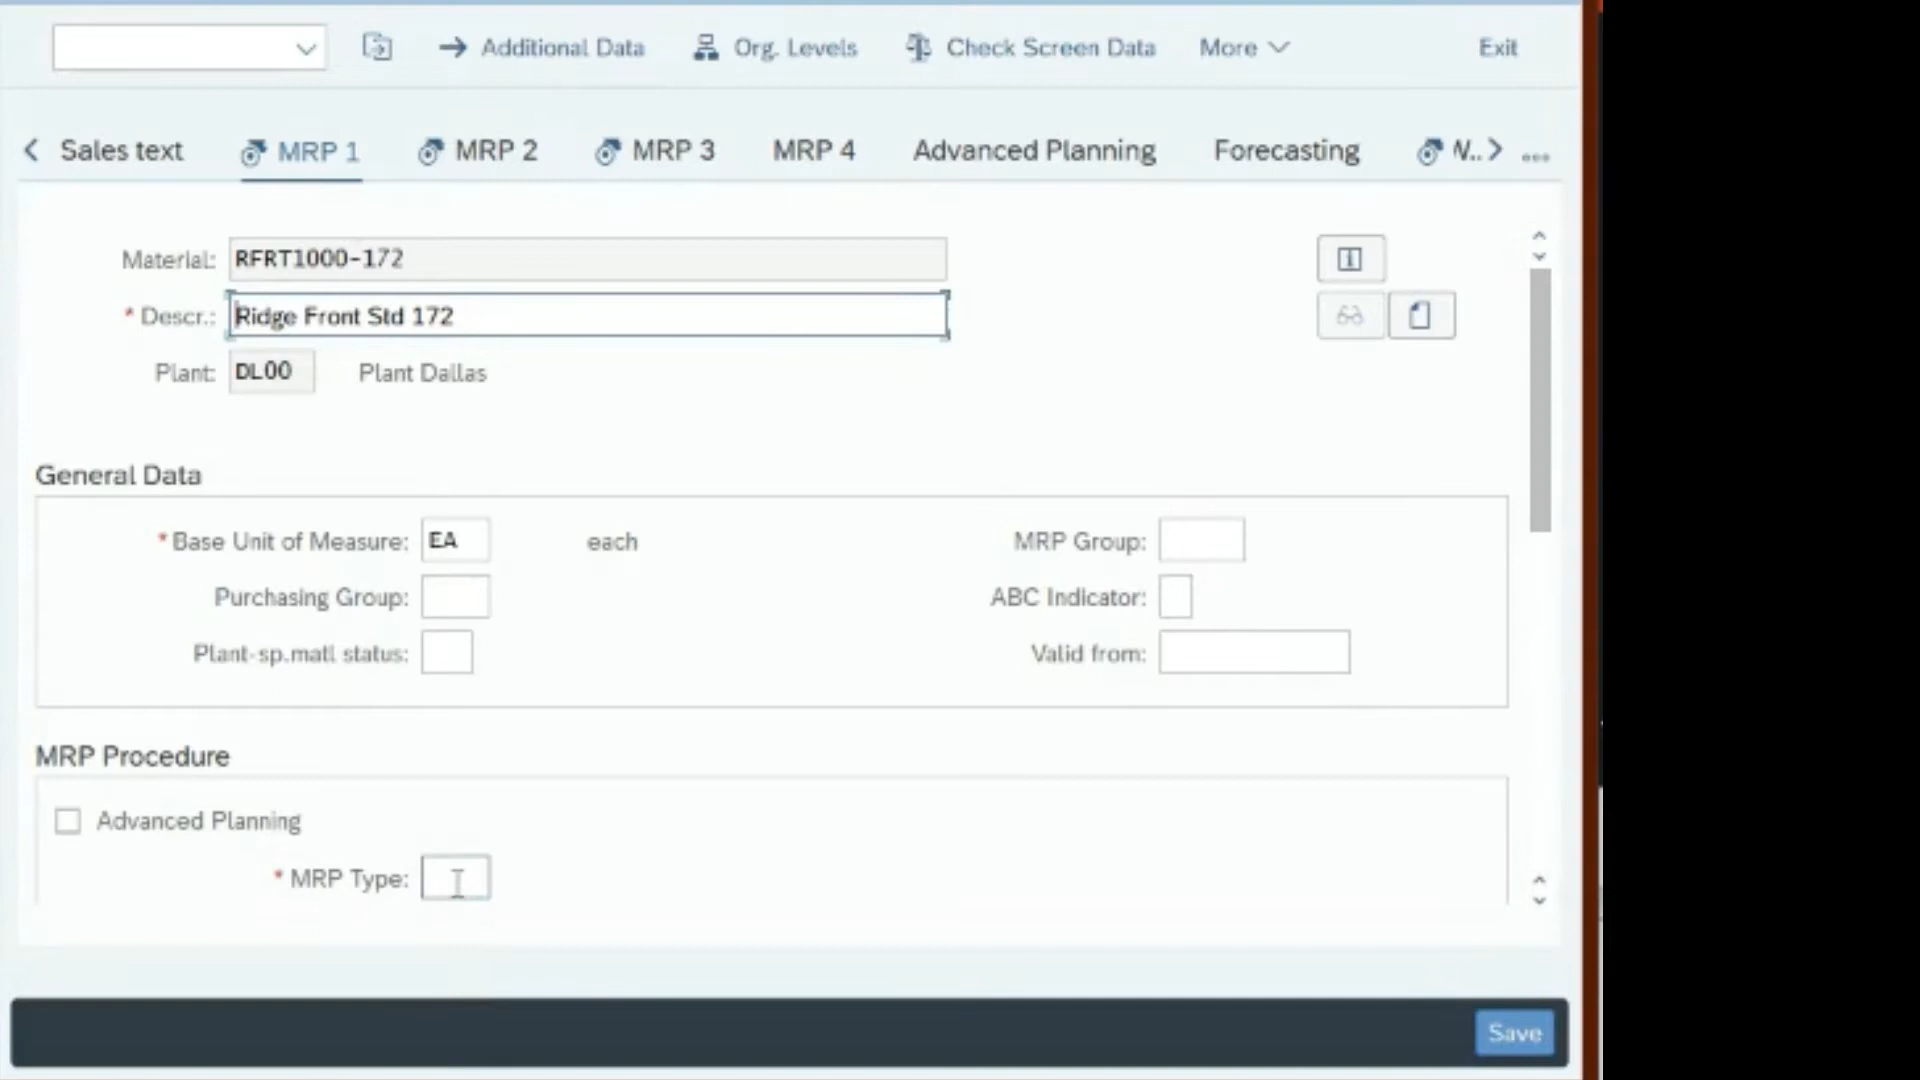 Additional Data Org. Levels Check Screen Data More Exit
Sales text MRP 1 MRP 2 MRP 3 MRP 4 Advanced Planning Forecasting
Material: RFRT1000-172
* Descr.: Ridge Front Std 172
Plant: DL00 Plant Dallas
General Data
* Base Unit of Measure: EA each MRP Group:
Purchasing Group: ABC Indicator:
Plant-sp.matl status: Valid from:
MRP Procedure
Advanced Planning
* MRP Type:
Save